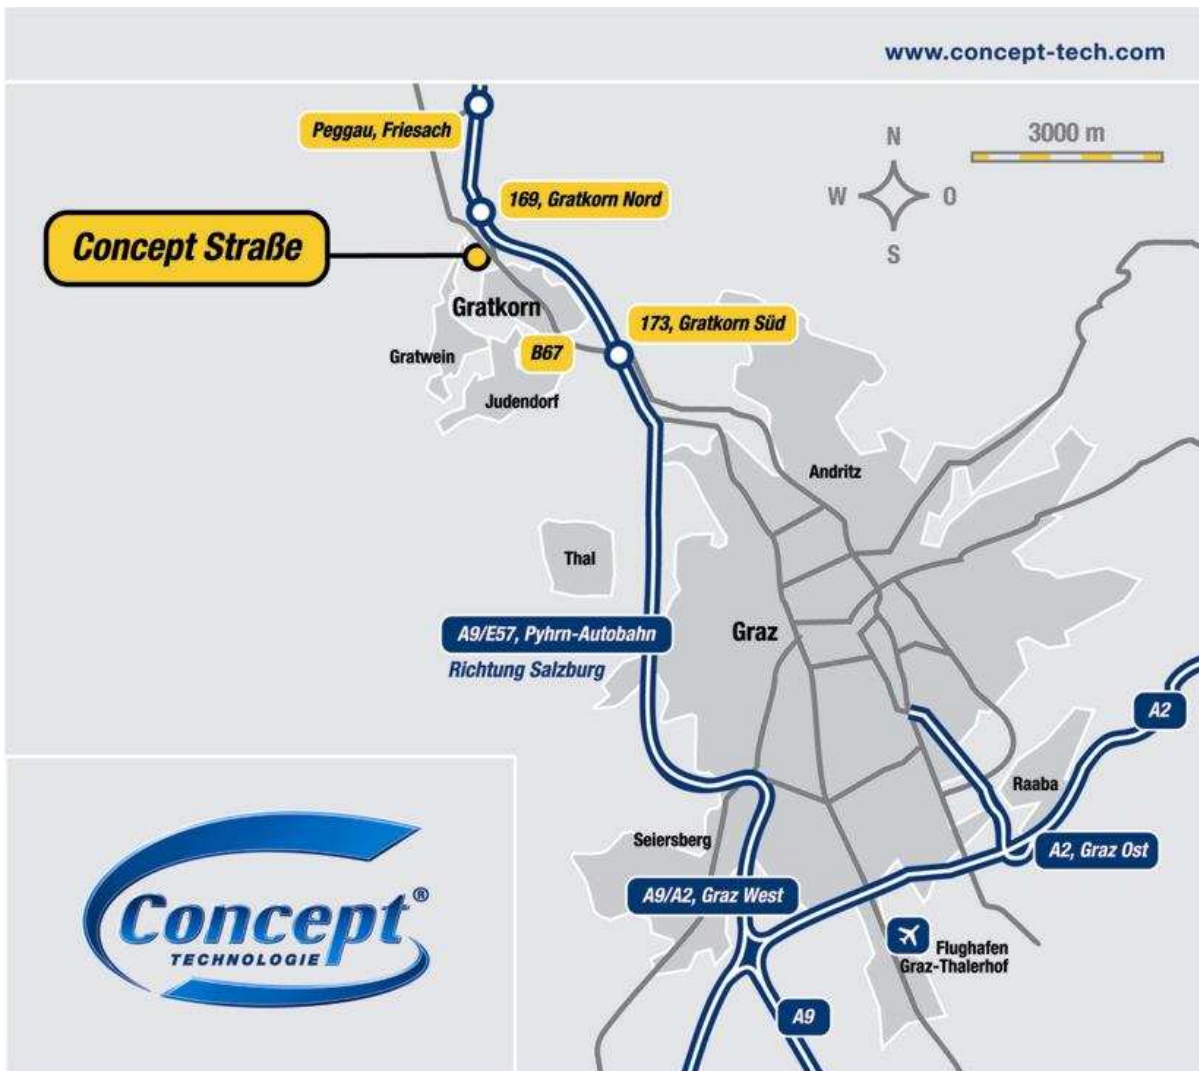 www.concept-tech.com
Peggau, Friesach
N
3000 m
W
O
S
169, Gratkorn Nord
Concept Straße
Gratkorn
173, Gratkorn Süd
B67
Gratwein
Judendorf
Andritz
Thal
Graz
A9/E57, Pyhrn-Autobahn
Richtung Salzburg
A2
Raaba
Seiersberg
A2, Graz Ost
A9/A2, Graz West
Flughafen
Graz-Thalerhof
A9
Concept®
TECHNOLOGIE